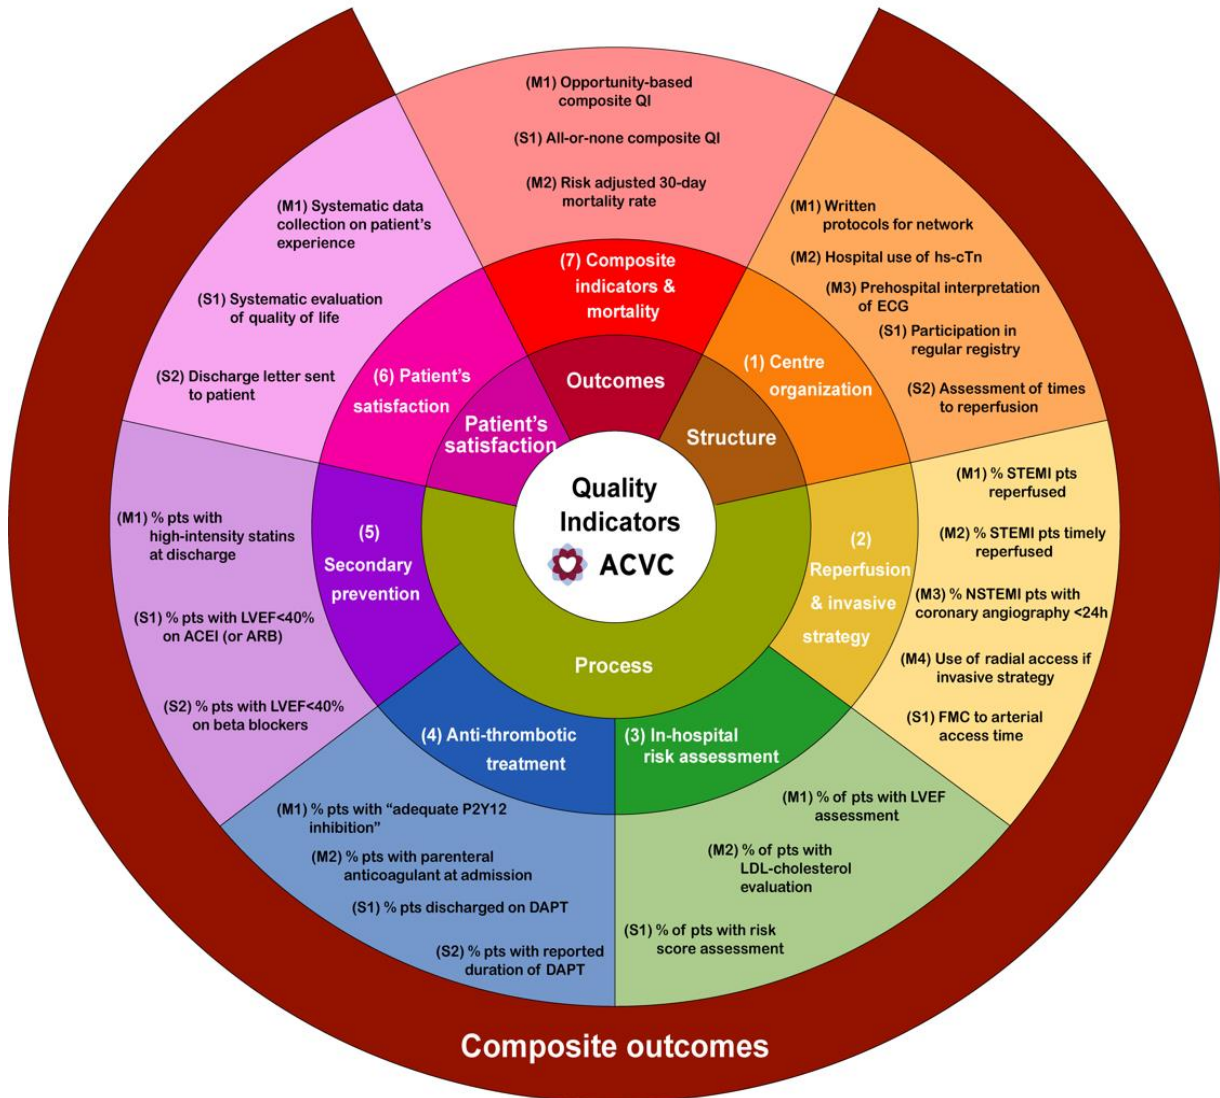 Quality
Indicators
ACVC
Outcomes
Structure
Process
Patient's
satisfaction
(7) Composite
indicators &
mortality
(M1) Opportunity-based
composite QI
(S1) All-or-none composite QI
(M2) Risk adjusted 30-day
mortality rate
(1) Centre
organization
(M1) Written
protocols for network
(M2) Hospital use of hs-cTn
(M3) Prehospital interpretation
of ECG
(S1) Participation in
regular registry
(S2) Assessment of times
to reperfusion
(2)
Reperfusion
& invasive
strategy
(M1) % STEMI pts
reperfused
(M2) % STEMI pts timely
reperfused
(M3) % NSTEMI pts with
coronary angiography <24h
(M4) Use of radial access if
invasive strategy
(S1) FMC to arterial
access time
(3) In-hospital
risk assessment
(M1) % of pts with LVEF
assessment
(M2) % of pts with
LDL-cholesterol
evaluation
(S1) % of pts with risk
score assessment
(4) Anti-thrombotic
treatment
(M1) % pts with “adequate P2Y12
inhibition”
(M2) % pts with parenteral
anticoagulant at admission
(S1) % pts discharged on DAPT
(S2) % pts with reported
duration of DAPT
(5)
Secondary
prevention
(M1) % pts with
high-intensity statins
at discharge
(S1) % pts with LVEF<40%
on ACEI (or ARB)
(S2) % pts with LVEF<40%
on beta blockers
(6) Patient's
satisfaction
(M1) Systematic data
collection on patient's
experience
(S1) Systematic evaluation
of quality of life
(S2) Discharge letter sent
to patient
Composite outcomes